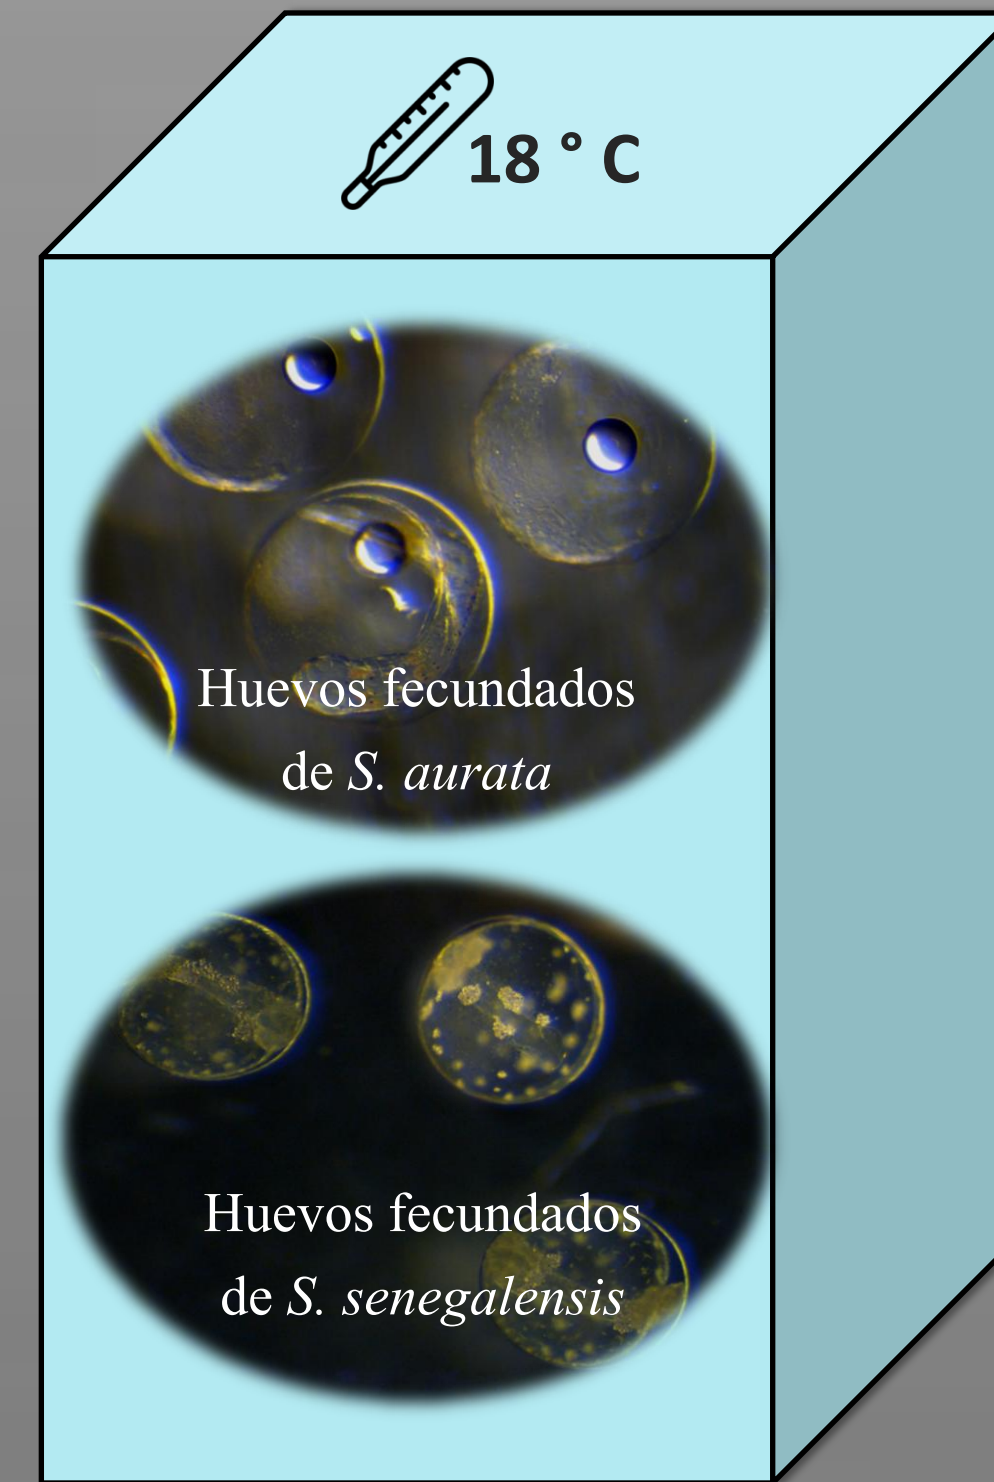 18 ° C
Huevos fecundados
de S. aurata
Huevos fecundados
de S. senegalensis